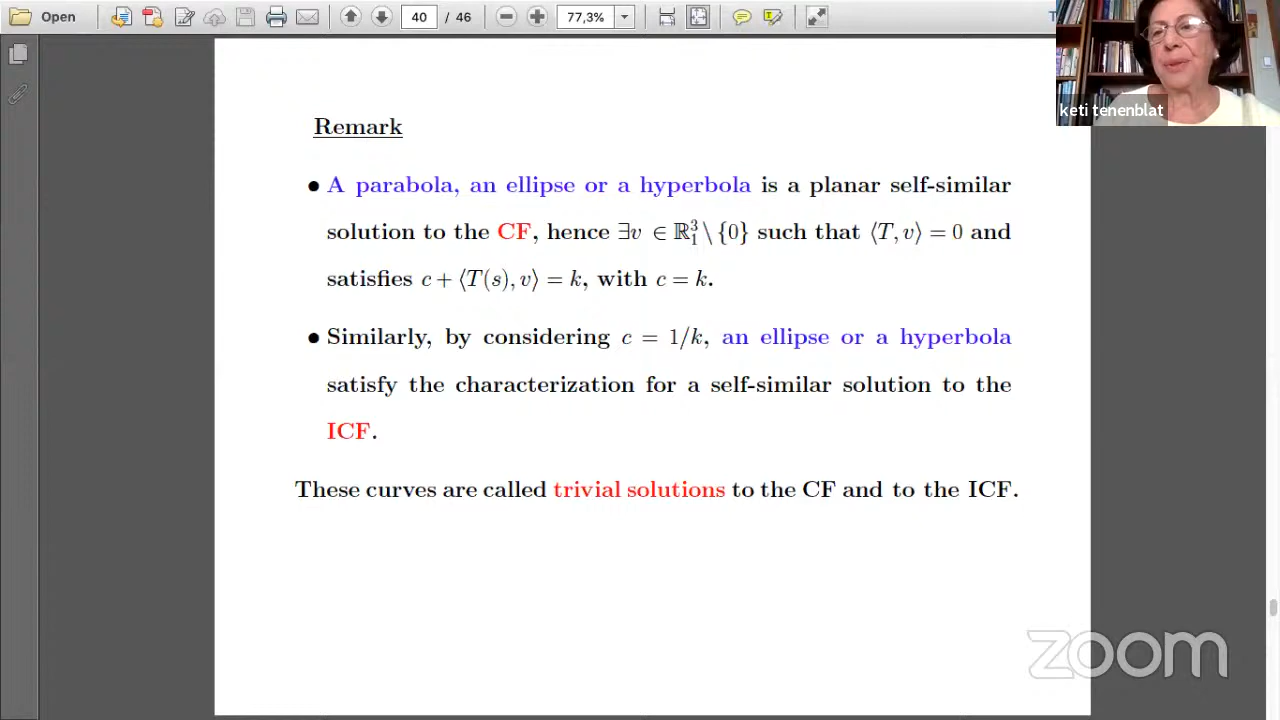 Open
40 / 46
77,3%
keti tenenblat
Remark
• A parabola, an ellipse or a hyperbola is a planar self-similar
solution to the CF, hence ∃v ∈ ℝ³₁\{0} such that ⟨T, v⟩ = 0 and
satisfies c + ⟨T(s), v⟩ = k, with c = k.
• Similarly, by considering c = 1/k, an ellipse or a hyperbola
satisfy the characterization for a self-similar solution to the
ICF.
These curves are called trivial solutions to the CF and to the ICF.
zoom